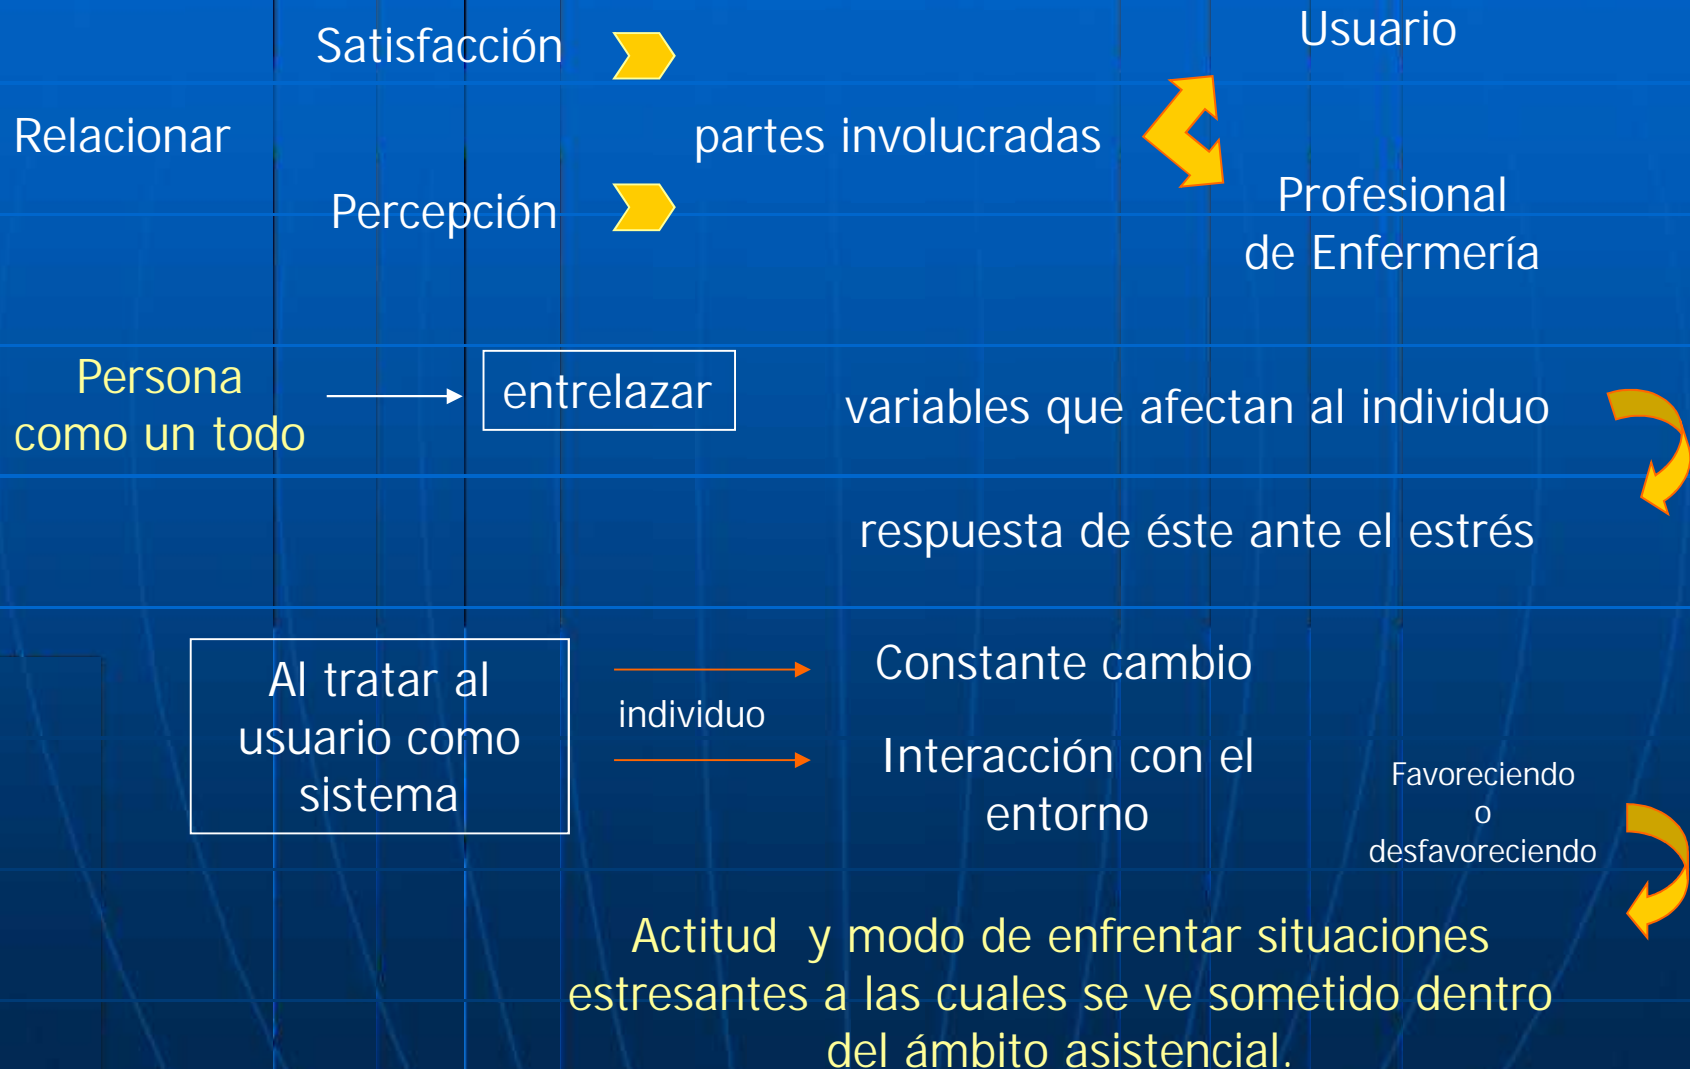 Satisfacción
Usuario
Relacionar
partes involucradas
Percepción
Profesional
de Enfermería
Persona
como un todo
entrelazar
variables que afectan al individuo
respuesta de éste ante el estrés
Al tratar al
usuario como
sistema
individuo
Constante cambio
Interacción con el
entorno
Favoreciendo
o
desfavoreciendo
Actitud y modo de enfrentar situaciones
estresantes a las cuales se ve sometido dentro
del ámbito asistencial.